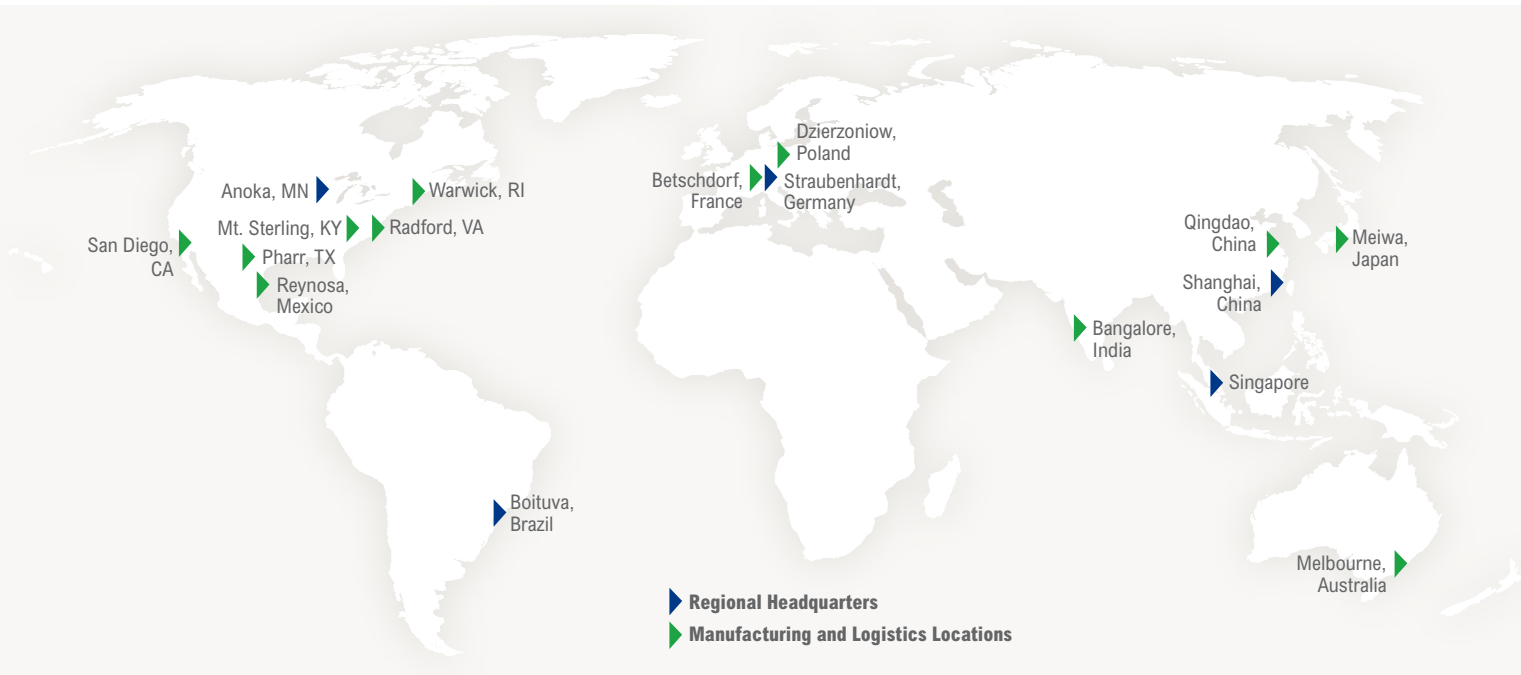 Anoka, MN
Warwick, RI
Mt. Sterling, KY
Radford, VA
San Diego,
CA
Pharr, TX
Reynosa,
Mexico
Boituva,
Brazil
Dzierzoniow,
Poland
Betschdorf,
France
Straubenhardt,
Germany
Qingdao,
China
Meiwa,
Japan
Shanghai,
China
Bangalore,
India
Singapore
Melbourne,
Australia
Regional Headquarters
Manufacturing and Logistics Locations